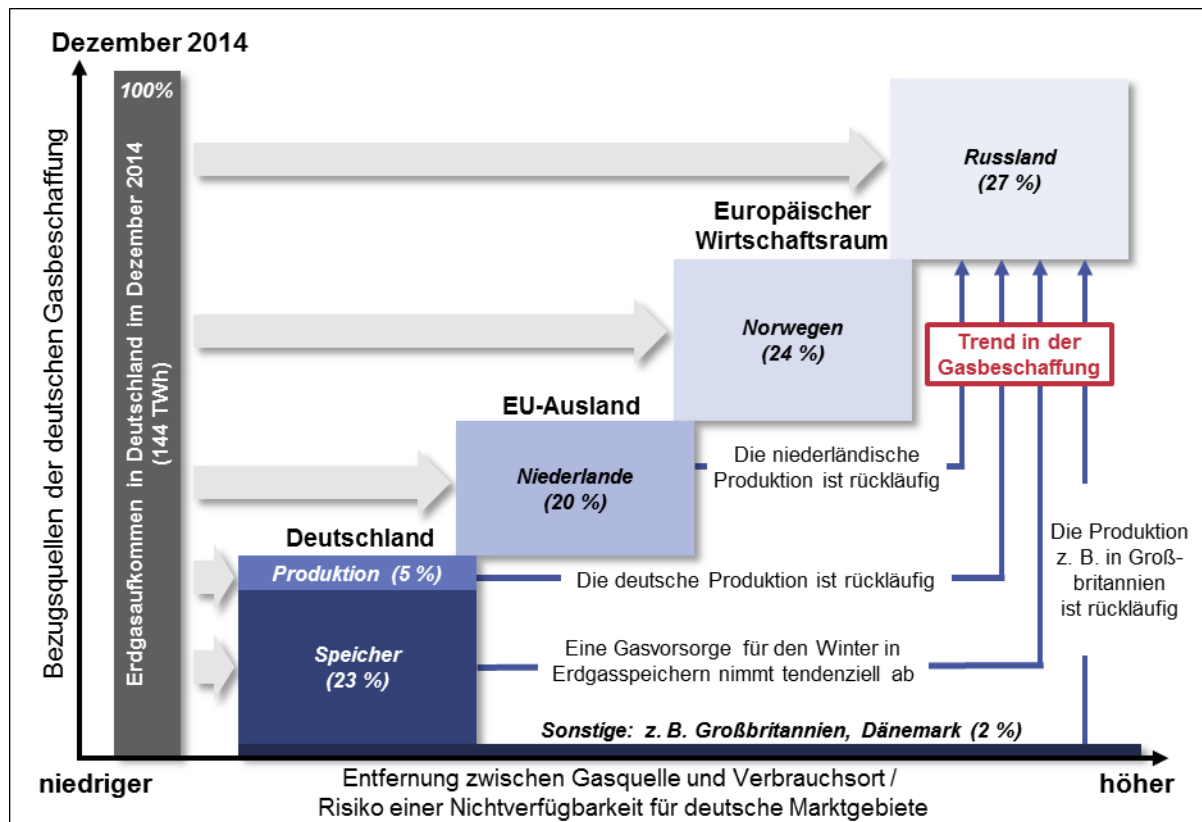 Dezember 2014
Bezugsquellen der deutschen Gasbeschaffung
100%
Erdgasaufkommen in Deutschland im Dezember 2014
(144 TWh)
Russland
(27 %)
Europäischer
Wirtschaftsraum
Norwegen
(24 %)
Trend in der
Gasbeschaffung
EU-Ausland
Niederlande
(20 %)
Die niederländische
Produktion ist rückläufig
Deutschland
Produktion (5 %)
Die deutsche Produktion ist rückläufig
Die Produktion
z. B. in Groß-
britannien
ist rückläufig
Speicher
(23 %)
Eine Gasvorsorge für den Winter in
Erdgasspeichern nimmt tendenziell ab
Sonstige: z. B. Großbritannien, Dänemark (2 %)
niedriger
Entfernung zwischen Gasquelle und Verbrauchsort /
Risiko einer Nichtverfügbarkeit für deutsche Marktgebiete
höher